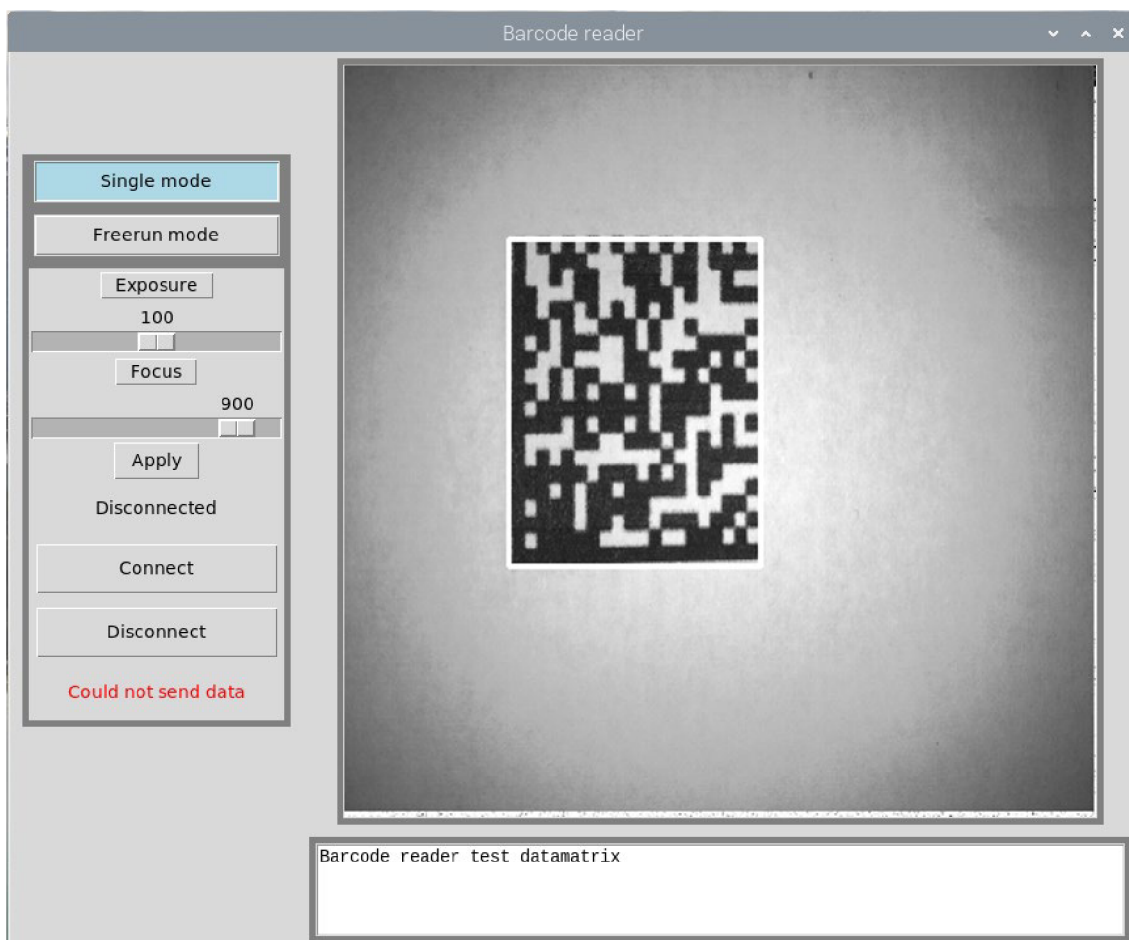 Barcode reader
Single mode
Freerun mode
Exposure
100
Focus
900
Apply
Disconnected
Connect
Disconnect
Could not send data
Barcode reader test datamatrix